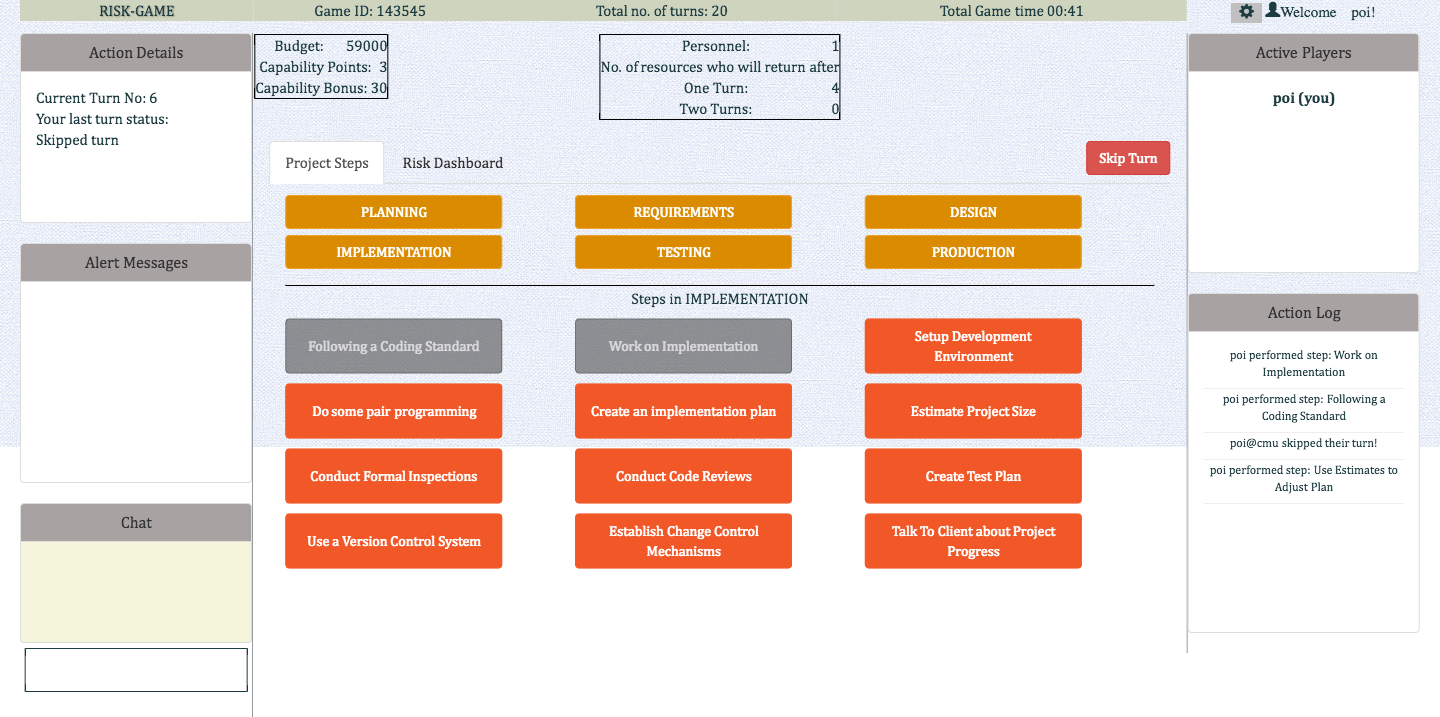 RISK-GAME Game ID: 143545 Total no. of turns: 20 Total Game time 00:41 Welcome poi!
Action Details
Current Turn No: 6
Your last turn status:
Skipped turn
Alert Messages
Chat
Budget: 59000
Capability Points: 3
Capability Bonus: 30
Personnel: 1
No. of resources who will return after
One Turn: 4
Two Turns: 0
Project Steps Risk Dashboard Skip Turn
PLANNING REQUIREMENTS DESIGN
IMPLEMENTATION TESTING PRODUCTION
Steps in IMPLEMENTATION
Following a Coding Standard
Work on Implementation
Setup Development
Environment
Do some pair programming
Create an implementation plan
Estimate Project Size
Conduct Formal Inspections
Conduct Code Reviews
Create Test Plan
Use a Version Control System
Establish Change Control
Mechanisms
Talk To Client about Project
Progress
Active Players
poi (you)
Action Log
poi performed step: Work on
Implementation
poi performed step: Following a
Coding Standard
poi@cmu skipped their turn!
poi performed step: Use Estimates to
Adjust Plan